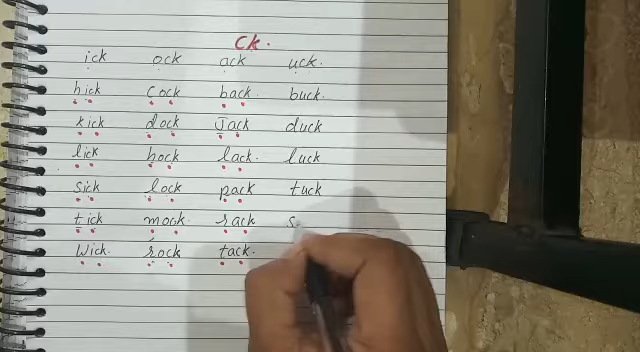 Ck.
ick ock ack uck.
hick Cock back. buck.
kick dock Jack duck
lick hock lack. luck
sick lock pack tuck
tick mock rack s
Wick. rock tack.